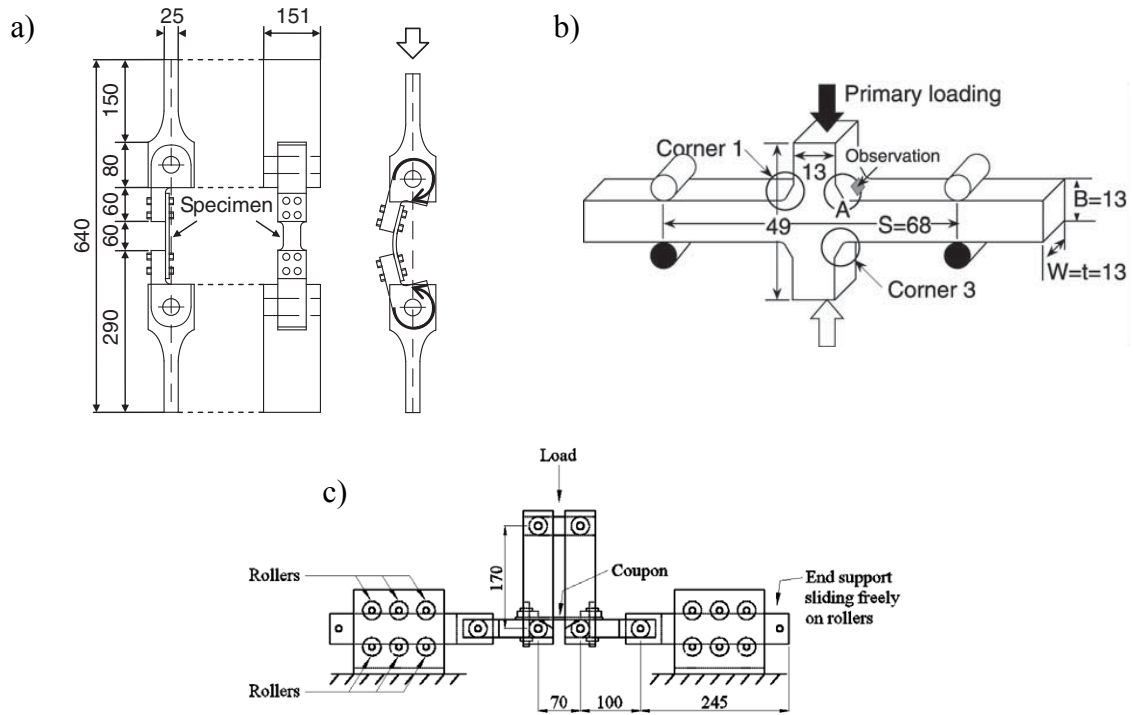 a)
25
151
150
80
60
60
640
290
Specimen
b)
Primary loading
Corner 1
13
Observation
A
49
S=68
B=13
W=t=13
Corner 3
c)
Load
Rollers
170
Coupon
End support
sliding freely
on rollers
Rollers
70
100
245